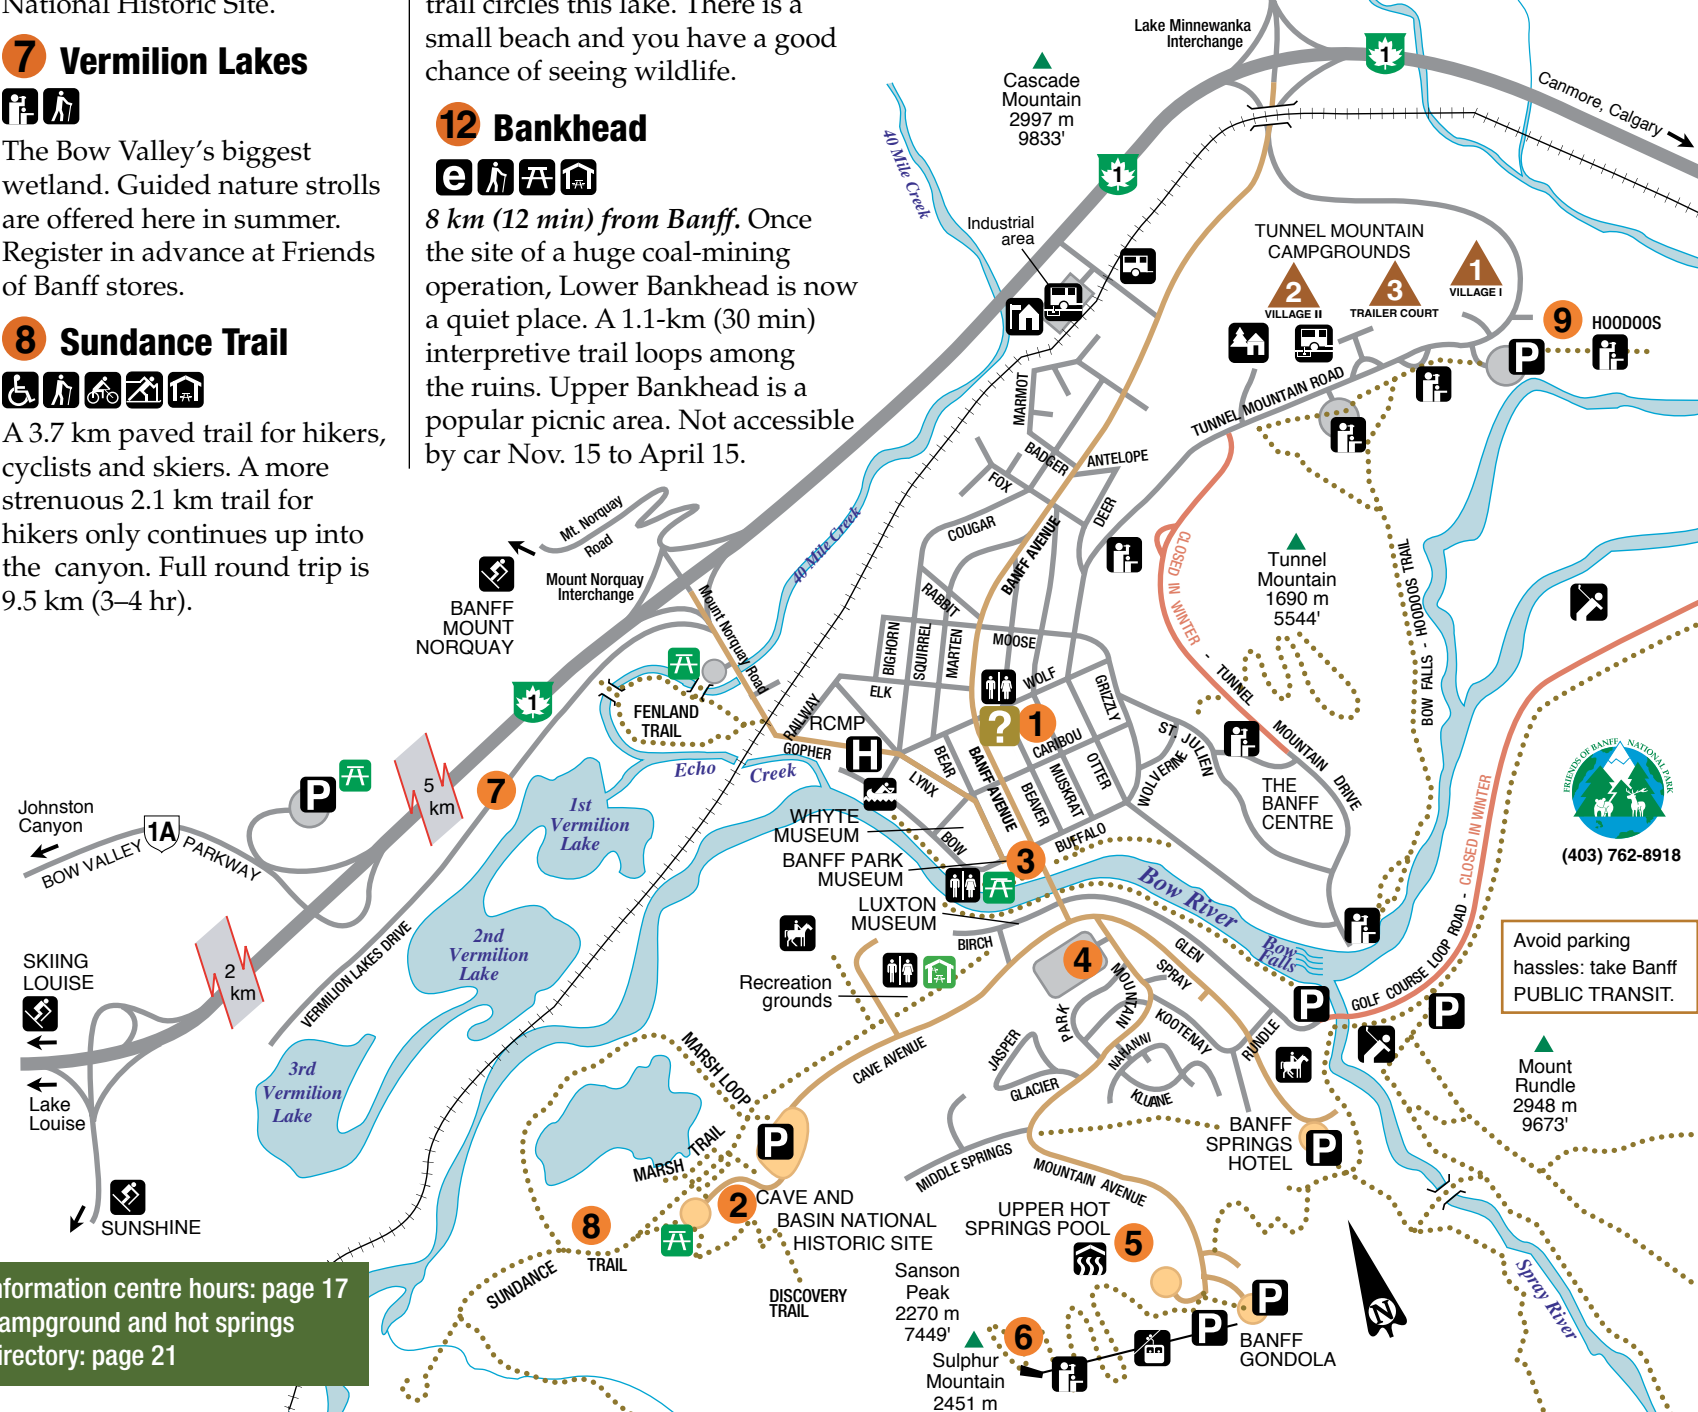 National Historic Site.
7 Vermilion Lakes
The Bow Valley's biggest
wetland. Guided nature strolls
are offered here in summer.
Register in advance at Friends
of Banff stores.
8 Sundance Trail
A 3.7 km paved trail for hikers,
cyclists and skiers. A more
strenuous 2.1 km trail for
hikers only continues up into
the canyon. Full round trip is
9.5 km (3–4 hr).
trail circles this lake. There is a
small beach and you have a good
chance of seeing wildlife.
12 Bankhead
e
8 km (12 min) from Banff. Once
the site of a huge coal-mining
operation, Lower Bankhead is now
a quiet place. A 1.1-km (30 min)
interpretive trail loops among
the ruins. Upper Bankhead is a
popular picnic area. Not accessible
by car Nov. 15 to April 15.
Lake Minnewanka
Interchange
1
Canmore, Calgary
Cascade
Mountain
2997 m
9833'
1
40 Mile Creek
Industrial
area
TUNNEL MOUNTAIN
CAMPGROUNDS
1
VILLAGE I
2
VILLAGE II
3
TRAILER COURT
9 HOODOOS
P
TUNNEL MOUNTAIN ROAD
MARMOT
BADGER
ANTELOPE
FOX
DEER
COUGAR
BANFF AVENUE
RABBIT
Mt. Norquay
Road
40 Mile Creek
Mount Norquay
Interchange
BANFF
MOUNT
NORQUAY
Mount Norquay Road
CLOSED IN WINTER - TUNNEL MOUNTAIN DRIVE
Tunnel
Mountain
1690 m
5544'
BOW FALLS - HOODOOS TRAIL
BIGHORN
SQUIRREL
MARTEN
MOOSE
WOLF
ELK
GRIZZLY
1
FENLAND
TRAIL
RAILWAY
RCMP
GOPHER
H
? 1
CARIBOU
BEAR
LYNX
BANFF AVENUE
OTTER
MUSKRAT
BEAVER
ST. JULIEN
WOLVERINE
THE
BANFF
CENTRE
Echo Creek
5
km
7
P
1st
Vermilion
Lake
Johnston
Canyon
1A
BOW VALLEY PARKWAY
WHYTE
MUSEUM
BOW
BUFFALO
BANFF PARK
MUSEUM
3
LUXTON
MUSEUM
Bow River
Bow
Falls
FRIENDS OF BANFF NATIONAL PARK
(403) 762-8918
GOLF COURSE LOOP ROAD - CLOSED IN WINTER
Avoid parking
hassles: take Banff
PUBLIC TRANSIT.
BIRCH
4
GLEN
SPRAY
MOUNTAIN
PARK
KOOTENAY
RUNDLE
P
P
2nd
Vermilion
Lake
VERMILION LAKES DRIVE
SKIING
LOUISE
2
km
Lake
Louise
Recreation
grounds
CAVE AVENUE
JASPER
GLACIER
NAHANNI
KLUANE
3rd
Vermilion
Lake
MARSH LOOP
MARSH TRAIL
P
Mount
Rundle
2948 m
9673'
BANFF
SPRINGS
HOTEL
P
MIDDLE SPRINGS
MOUNTAIN AVENUE
SUNSHINE
8
2 CAVE AND
BASIN NATIONAL
HISTORIC SITE
SUNDANCE TRAIL
DISCOVERY
TRAIL
UPPER HOT
SPRINGS POOL
5
Sanson
Peak
2270 m
7449'
6
Sulphur
Mountain
2451 m
P
P
BANFF
GONDOLA
N
Spray River
nformation centre hours: page 17
ampground and hot springs
irectory: page 21